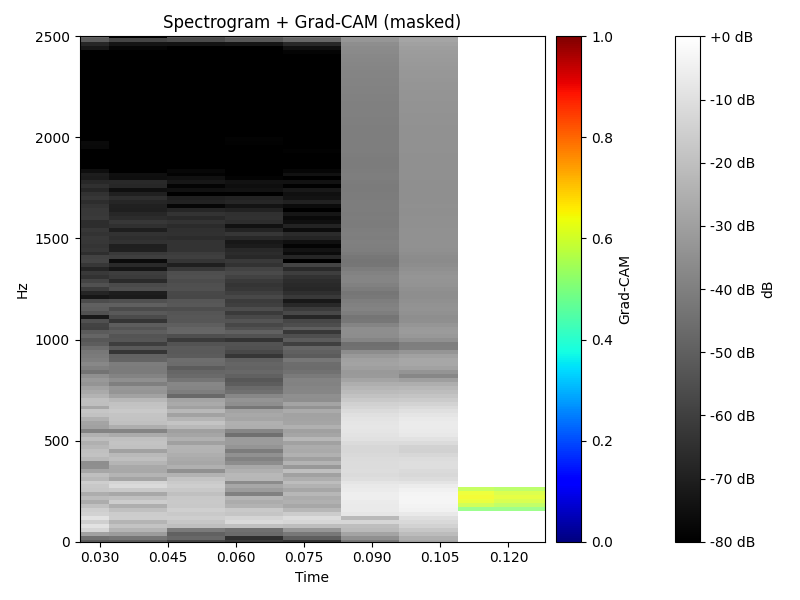 Spectrogram + Grad-CAM (masked)
2500
2000
1500
1000
500
0
Hz
0.030
0.045
0.060
0.075
0.090
0.105
0.120
Time
1.0
0.8
0.6
0.4
0.2
0.0
Grad-CAM
+0 dB
-10 dB
-20 dB
-30 dB
-40 dB
-50 dB
-60 dB
-70 dB
-80 dB
dB